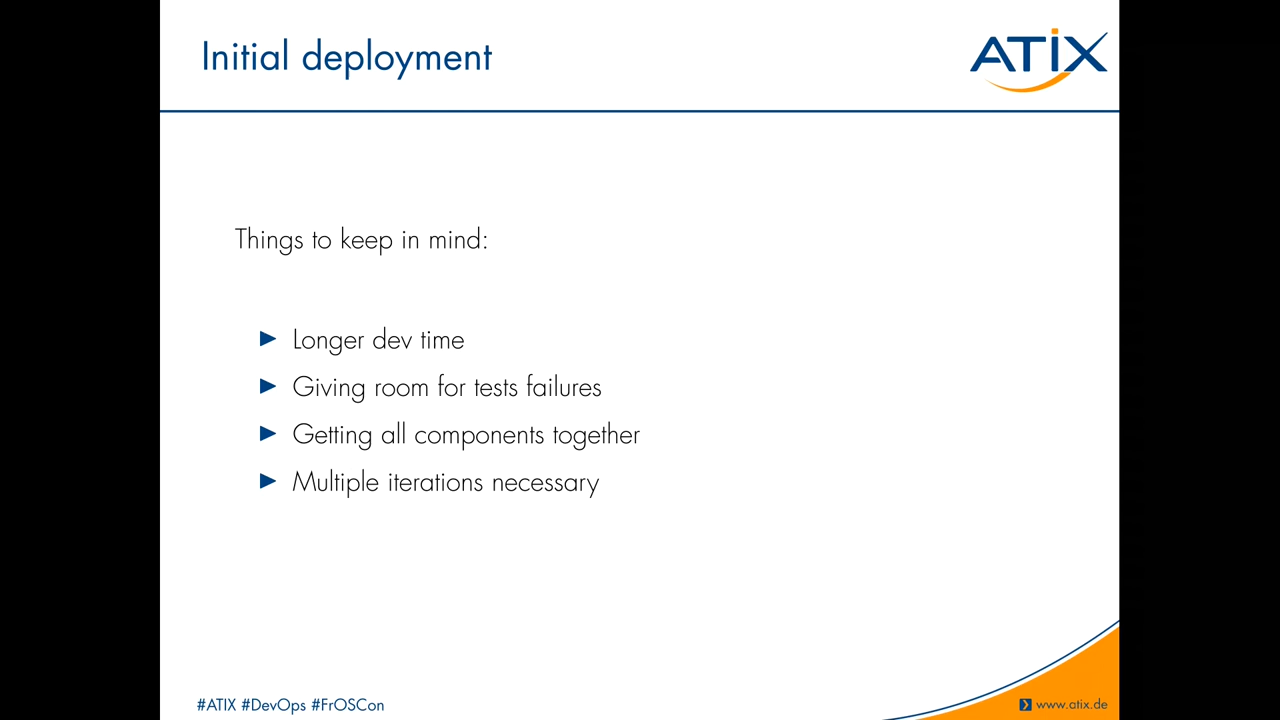 Initial deployment
ATIX
Things to keep in mind:
Longer dev time
Giving room for tests failures
Getting all components together
Multiple iterations necessary
#ATIX #DevOps #FrOSCon
www.atix.de